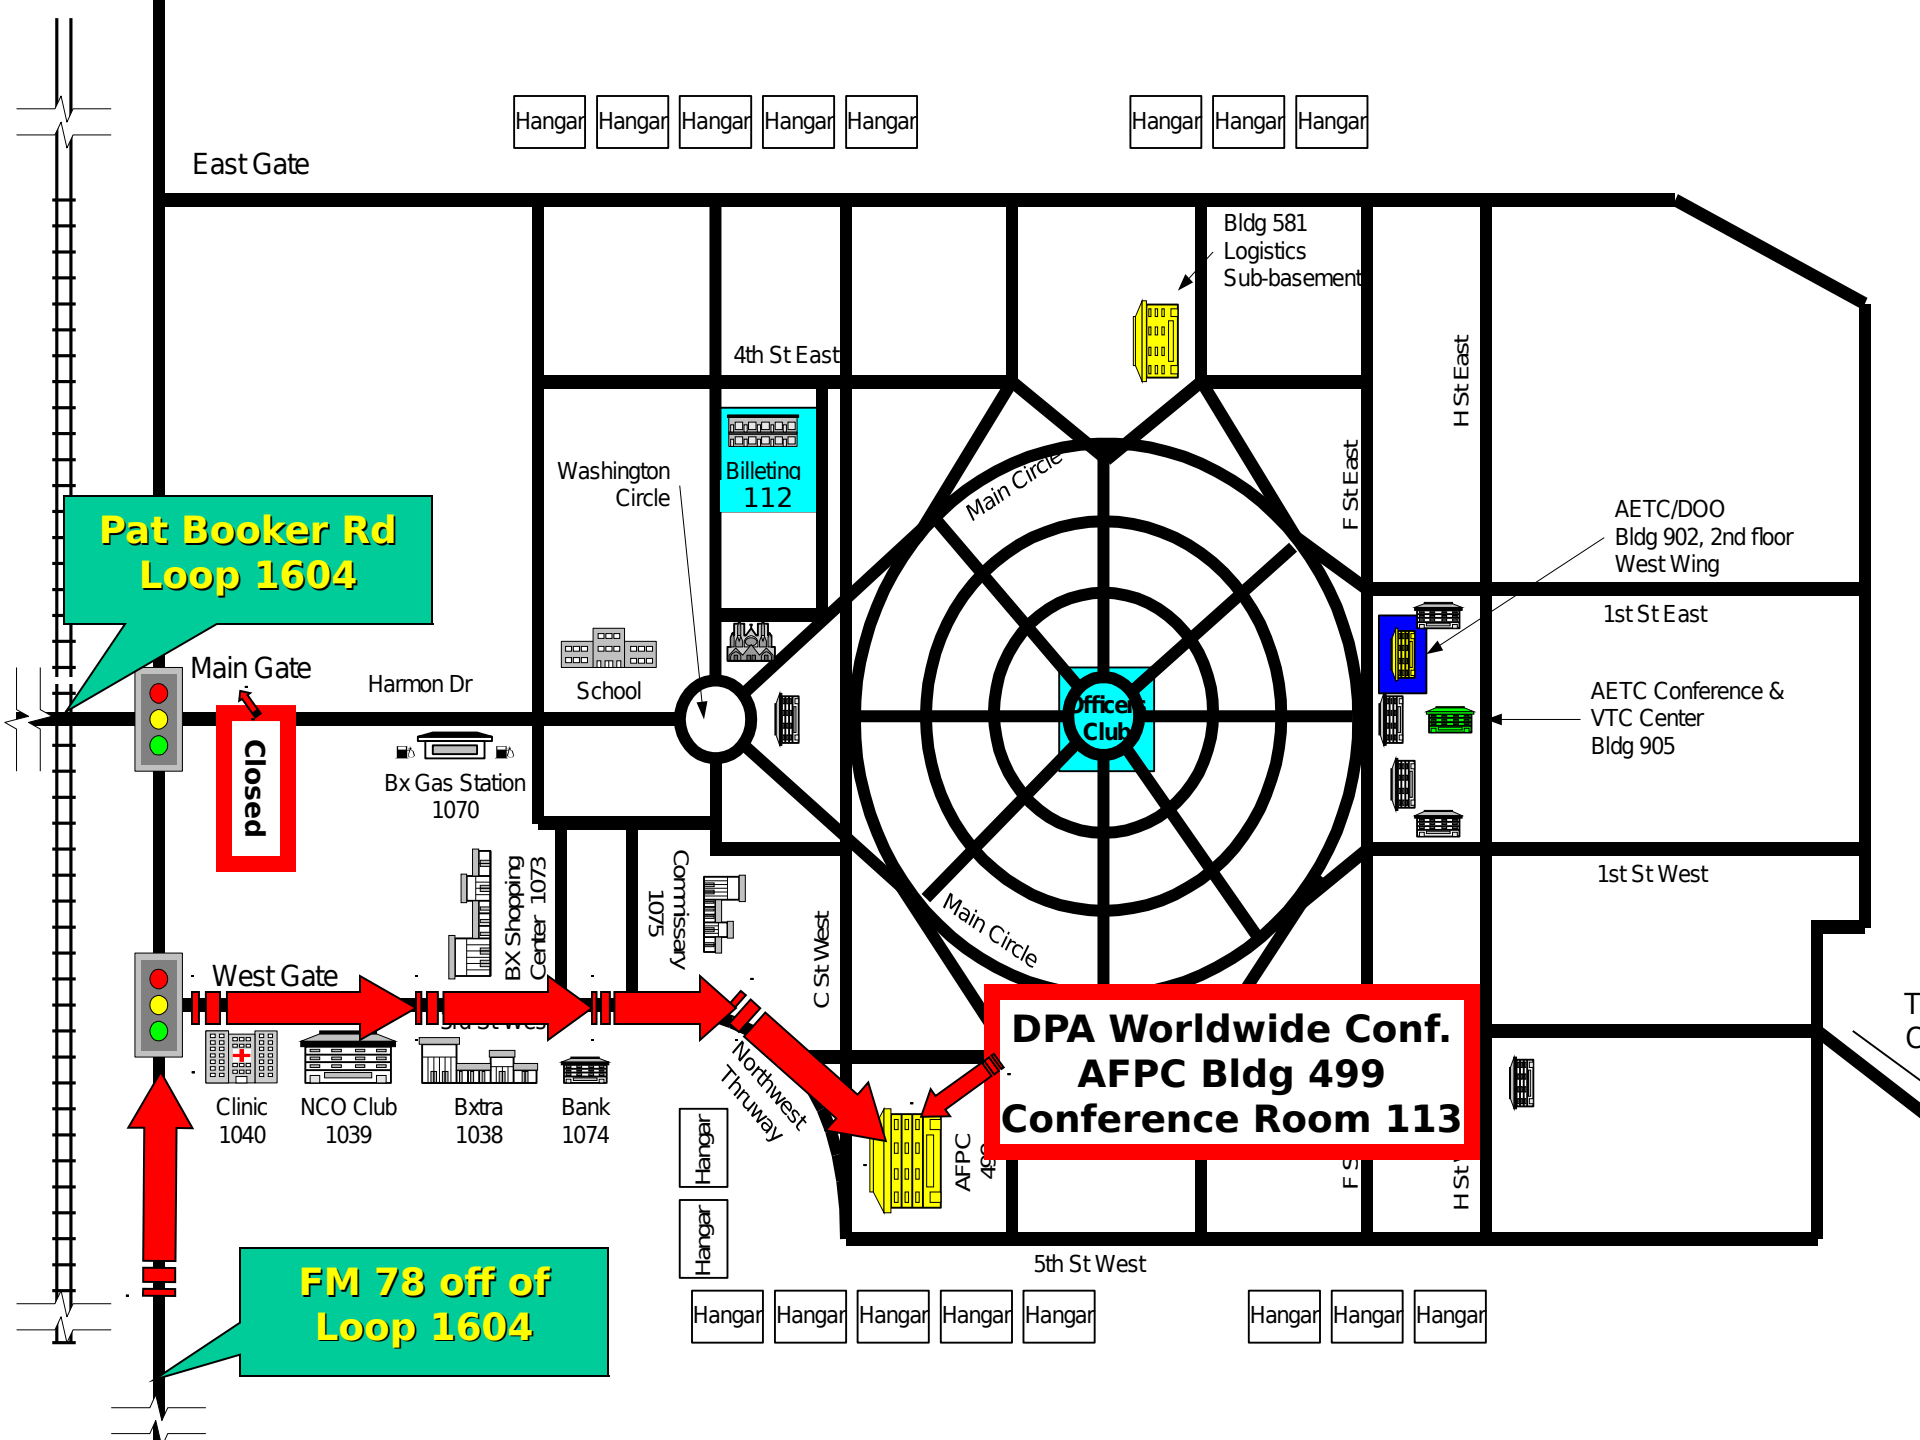 Hangar Hangar Hangar Hangar Hangar
Hangar Hangar Hangar
East Gate
Bldg 581
Logistics
Sub-basement
4th St East
H St East
F St East
Main Circle
Washington
Circle
Billeting
112
Pat Booker Rd
Loop 1604
AETC/DOO
Bldg 902, 2nd floor
West Wing
1st St East
Main Gate
Harmon Dr
School
Officers
Club
AETC Conference &
VTC Center
Bldg 905
Closed
Bx Gas Station
1070
BX Shopping
Center 1073
Commissary
1075
1st St West
Main Circle
C St West
West Gate
3rd St Wes
DPA Worldwide Conf.
AFPC Bldg 499
Conference Room 113
Northwest
Thruway
Clinic
1040
NCO Club
1039
Bxtra
1038
Bank
1074
Hangar
Hangar
AFPC
499
F S
H St W
5th St West
FM 78 off of
Loop 1604
Hangar Hangar Hangar Hangar Hangar
Hangar Hangar Hangar